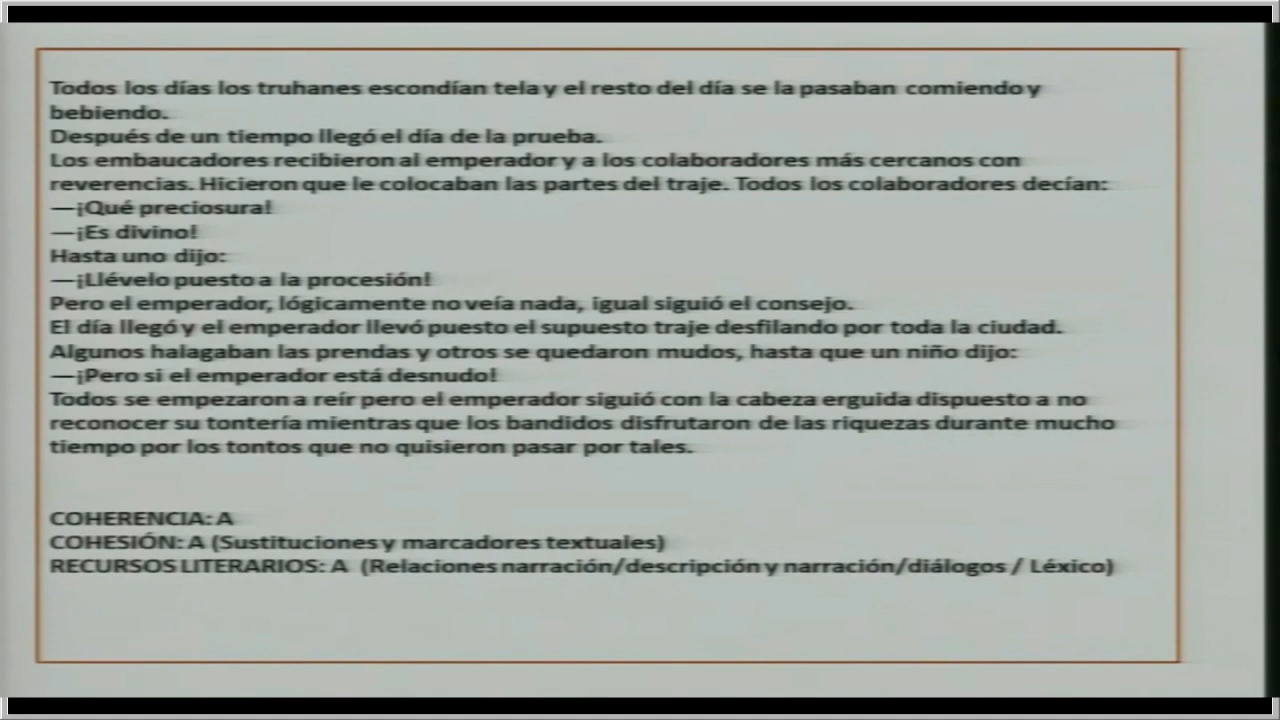 Todos los días los truhanes escondían tela y el resto del día se la pasaban comiendo y
bebiendo.
Después de un tiempo llegó el día de la prueba.
Los embaucadores recibieron al emperador y a los colaboradores más cercanos con
reverencias. Hicieron que le colocaban las partes del traje. Todos los colaboradores decían:
—¡Qué preciosura!
—¡Es divino!
Hasta uno dijo:
—¡Llévelo puesto a la procesión!
Pero el emperador, lógicamente no veía nada, igual siguió el consejo.
El día llegó y el emperador llevó puesto el supuesto traje desfilando por toda la ciudad.
Algunos halagaban las prendas y otros se quedaron mudos, hasta que un niño dijo:
—¡Pero si el emperador está desnudo!
Todos se empezaron a reír pero el emperador siguió con la cabeza erguida dispuesto a no
reconocer su tontería mientras que los bandidos disfrutaron de las riquezas durante mucho
tiempo por los tontos que no quisieron pasar por tales.
COHERENCIA: A
COHESIÓN: A (Sustituciones y marcadores textuales)
RECURSOS LITERARIOS: A (Relaciones narración/descripción y narración/diálogos / Léxico)